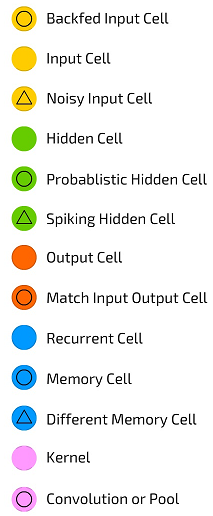 Backfed Input Cell
Input Cell
Noisy Input Cell
Hidden Cell
Probablistic Hidden Cell
Spiking Hidden Cell
Output Cell
Match Input Output Cell
Recurrent Cell
Memory Cell
Different Memory Cell
Kernel
Convolution or Pool